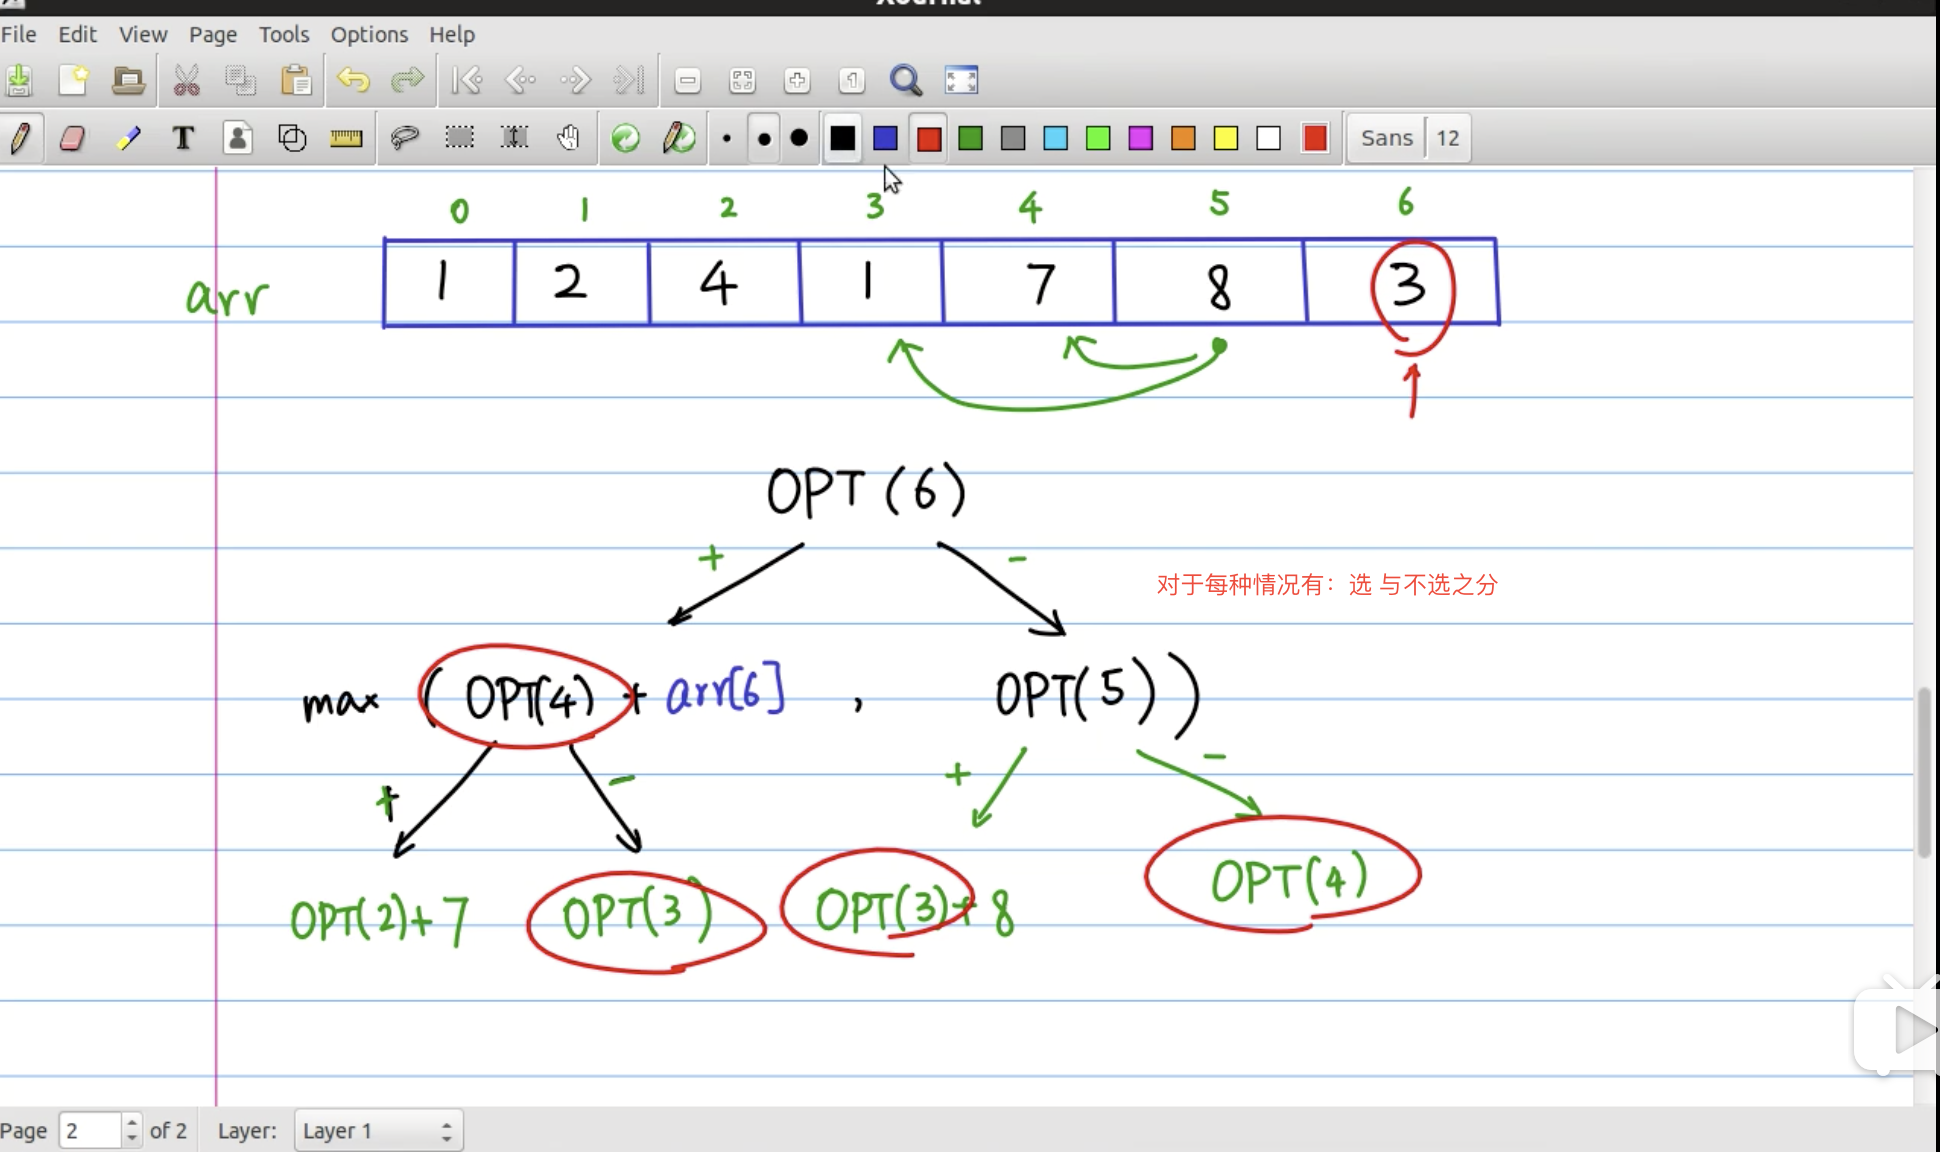 Xournal
File Edit View Page Tools Options Help
T Sans 12
0 1 2 3 4 5 6
arr 1 2 4 1 7 8 3
OPT (6)
+ -
对于每种情况有：选 与不选之分
max ( OPT(4) + arr[6] , OPT(5) )
+ - + -
OPT(2)+7 OPT(3) OPT(3)+8 OPT(4)
Page 2 of 2 Layer: Layer 1